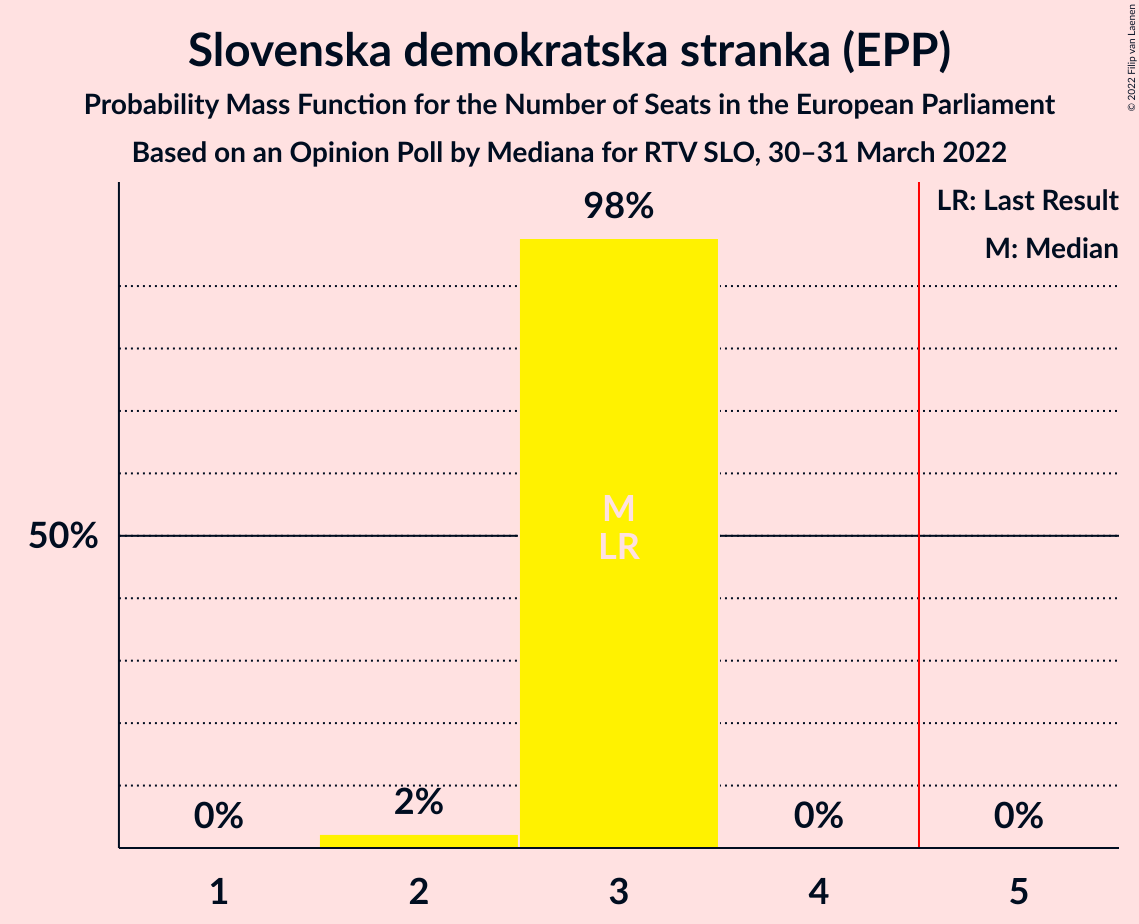 Slovenska demokratska stranka (EPP)
Probability Mass Function for the Number of Seats in the European Parliament
Based on an Opinion Poll by Mediana for RTV SLO, 30–31 March 2022
© 2022 Filip van Laenen
LR: Last Result
M: Median
98%
M
LR
50%
0%
2%
0%
0%
1
2
3
4
5